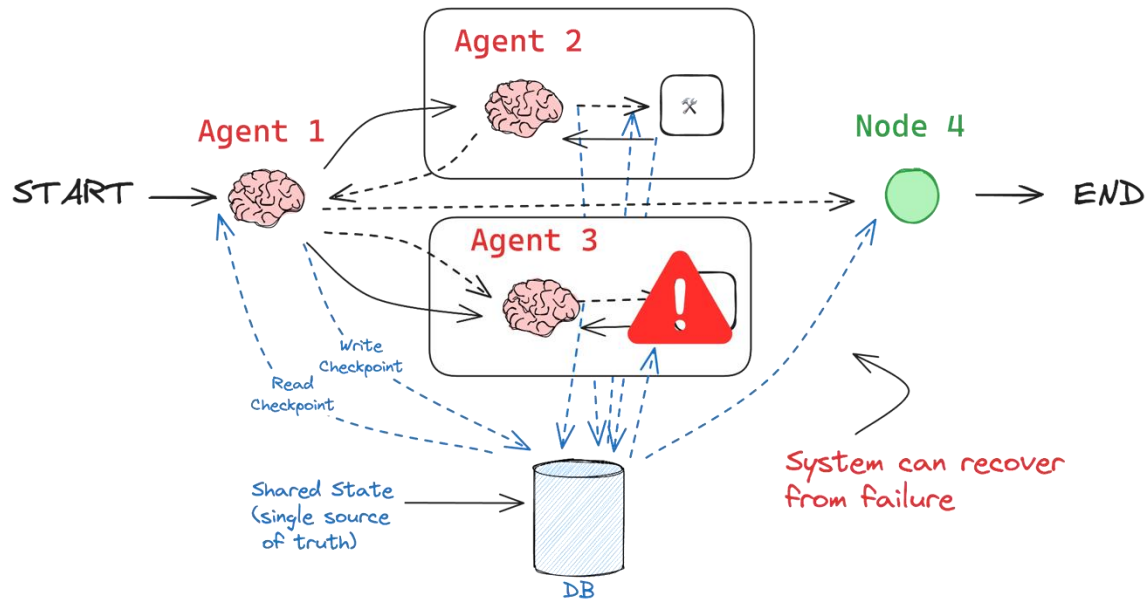 Agent 2
Agent 1
Node 4
START
END
Agent 3
!
Write
Checkpoint
Read
Checkpoint
System can recover
from failure
Shared State
(single source
of truth)
DB